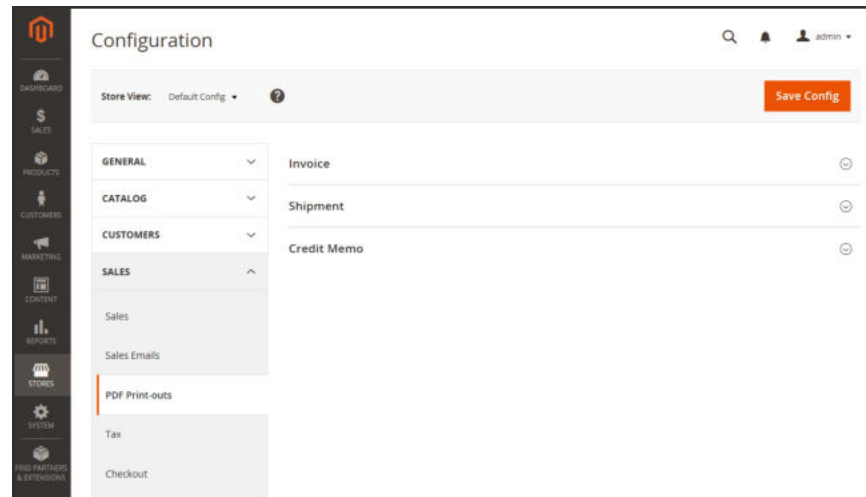 Configuration
admin
Store View: Default Config
?
Save Config
DASHBOARD
SALES
PRODUCTS
CUSTOMERS
MARKETING
CONTENT
REPORTS
STORES
SYSTEM
FIND PARTNERS
& EXTENSIONS
GENERAL
CATALOG
CUSTOMERS
SALES
Sales
Sales Emails
PDF Print-outs
Tax
Checkout
Invoice
Shipment
Credit Memo